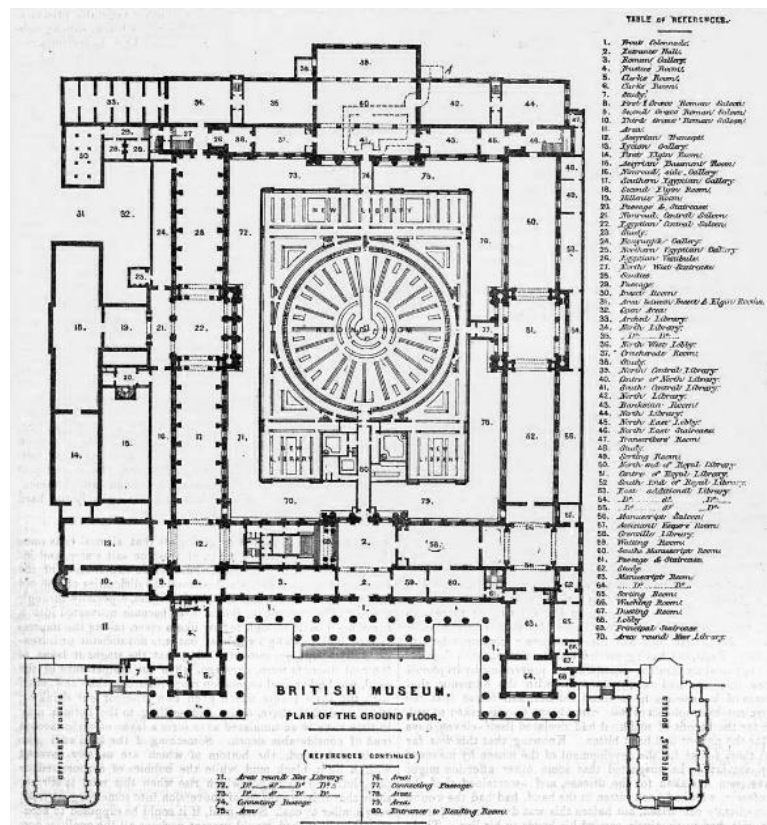 TABLE OF REFERENCES.
1. Front Colonnade.
2. Entrance Hall.
3. Roman Gallery.
4. Trustees Room.
5. Clerks Room.
6. Clerks Room.
7. Study.
8. First Graeco Roman Saloon.
9. Second Graeco Roman Saloon.
10. Third Graeco Roman Saloon.
11. Area.
12. Assyrian Transept.
13. Lycian Gallery.
14. First Elgin Room.
15. Assyrian Basement Room.
16. Nimroud, side, Gallery.
17. Southern Egyptian Gallery.
18. Second Elgin Room.
19. Hellenic Room.
20. Passage & Staircase.
21. Nimroud, Central Saloon.
22. Egyptian Central Saloon.
23. Study.
24. Kouyunjik Gallery.
25. Northern Egyptian Gallery.
26. Egyptian Vestibule.
27. North West Staircase.
28. Studies.
29. Passage.
30. Insect Room.
31. Area between Insect & Elgin Rooms.
32. Open Area.
33. Arched Library.
34. North Library.
35. Do. Do.
36. North West Lobby.
37. Cracherode Room.
38. Study.
39. North Central Library.
40. Centre of North Library.
41. South Central Library.
42. North Library.
43. Banksian Room.
44. North Library.
45. North East Lobby.
46. North East Staircase.
47. Transcribers' Room.
48. Study.
49. Sorting Room.
50. North end of Royal Library.
51. Centre of Royal Library.
52. South End of Royal Library.
53. East additional Library.
54. Do. do. Do.
55. Do. do. Do.
56. Manuscripts Saloon.
57. Assistant Keepers Room.
58. Grenville Library.
59. Waiting Room.
60. South Manuscript Room.
61. Passage & Staircase.
62. Study.
63. Manuscripts Room.
64. Do. Do.
65. Sorting Room.
66. Washing Room.
67. Dusting Room.
68. Lobby.
69. Principal Staircase.
70. Area round New Library.
NEW LIBRARY
READING ROOM
NEW LIBRARY
NEW LIBRARY
OFFICERS' HOUSES
OFFICERS' HOUSES
BRITISH MUSEUM.
PLAN OF THE GROUND FLOOR.
(REFERENCES CONTINUED)
71. Area round New Library.
72. Do. do. Do. Do.
73. Do. do. Do. Do.
74. Connecting Passage.
75. Area.
76. Area.
77. Connecting Passage.
78. Area.
79. Area.
80. Entrance to Reading Room.